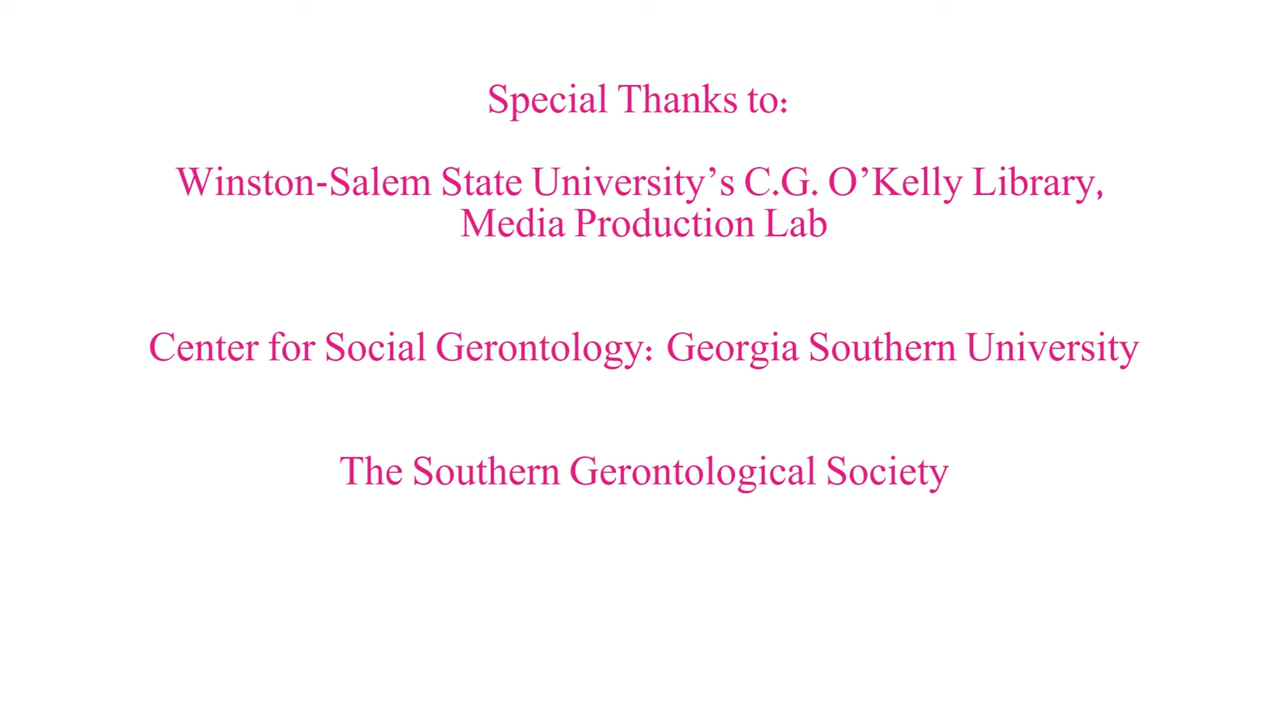 Special Thanks to:
Winston-Salem State University’s C.G. O’Kelly Library,
Media Production Lab
Center for Social Gerontology: Georgia Southern University
The Southern Gerontological Society